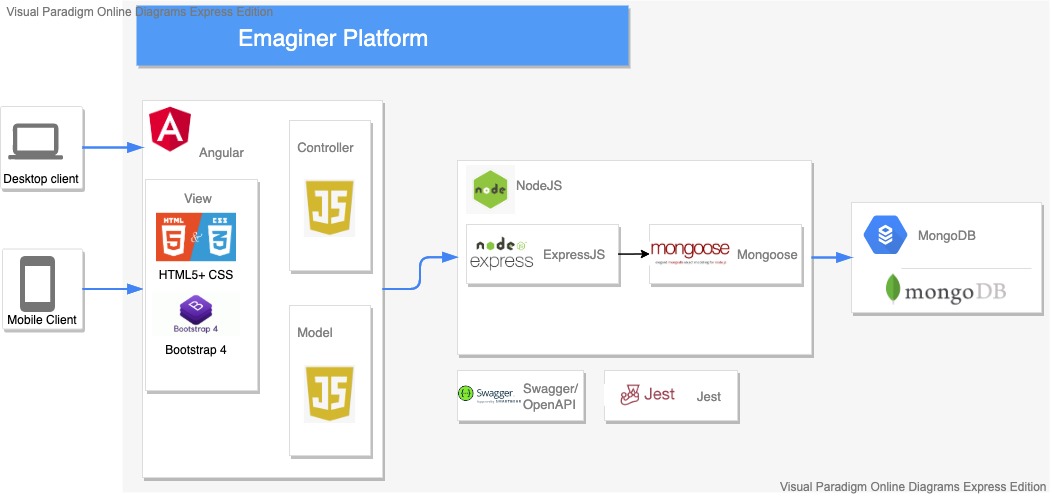 Visual Paradigm Online Diagrams Express Edition
Emaginer Platform
Desktop client
Mobile Client
Angular
View
HTML
CSS
5 & 3
HTML5+ CSS
B
Bootstrap 4
Bootstrap 4
Controller
JS
Model
JS
node
NodeJS
node
express
ExpressJS
mongoose
Mongoose
MongoDB
mongoDB
Swagger
Swagger/
OpenAPI
Jest
Jest
Visual Paradigm Online Diagrams Express Edition